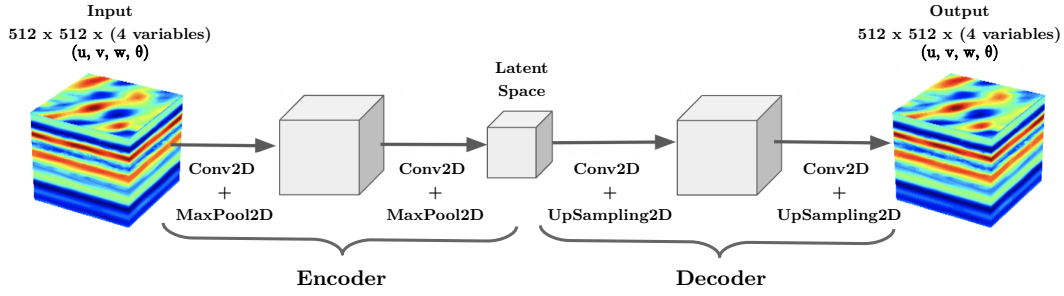 Input
512 x 512 x (4 variables)
(u, v, w, θ)
Conv2D
+
MaxPool2D
Conv2D
+
MaxPool2D
Encoder
Latent
Space
Conv2D
+
UpSampling2D
Conv2D
+
UpSampling2D
Decoder
Output
512 x 512 x (4 variables)
(u, v, w, θ)